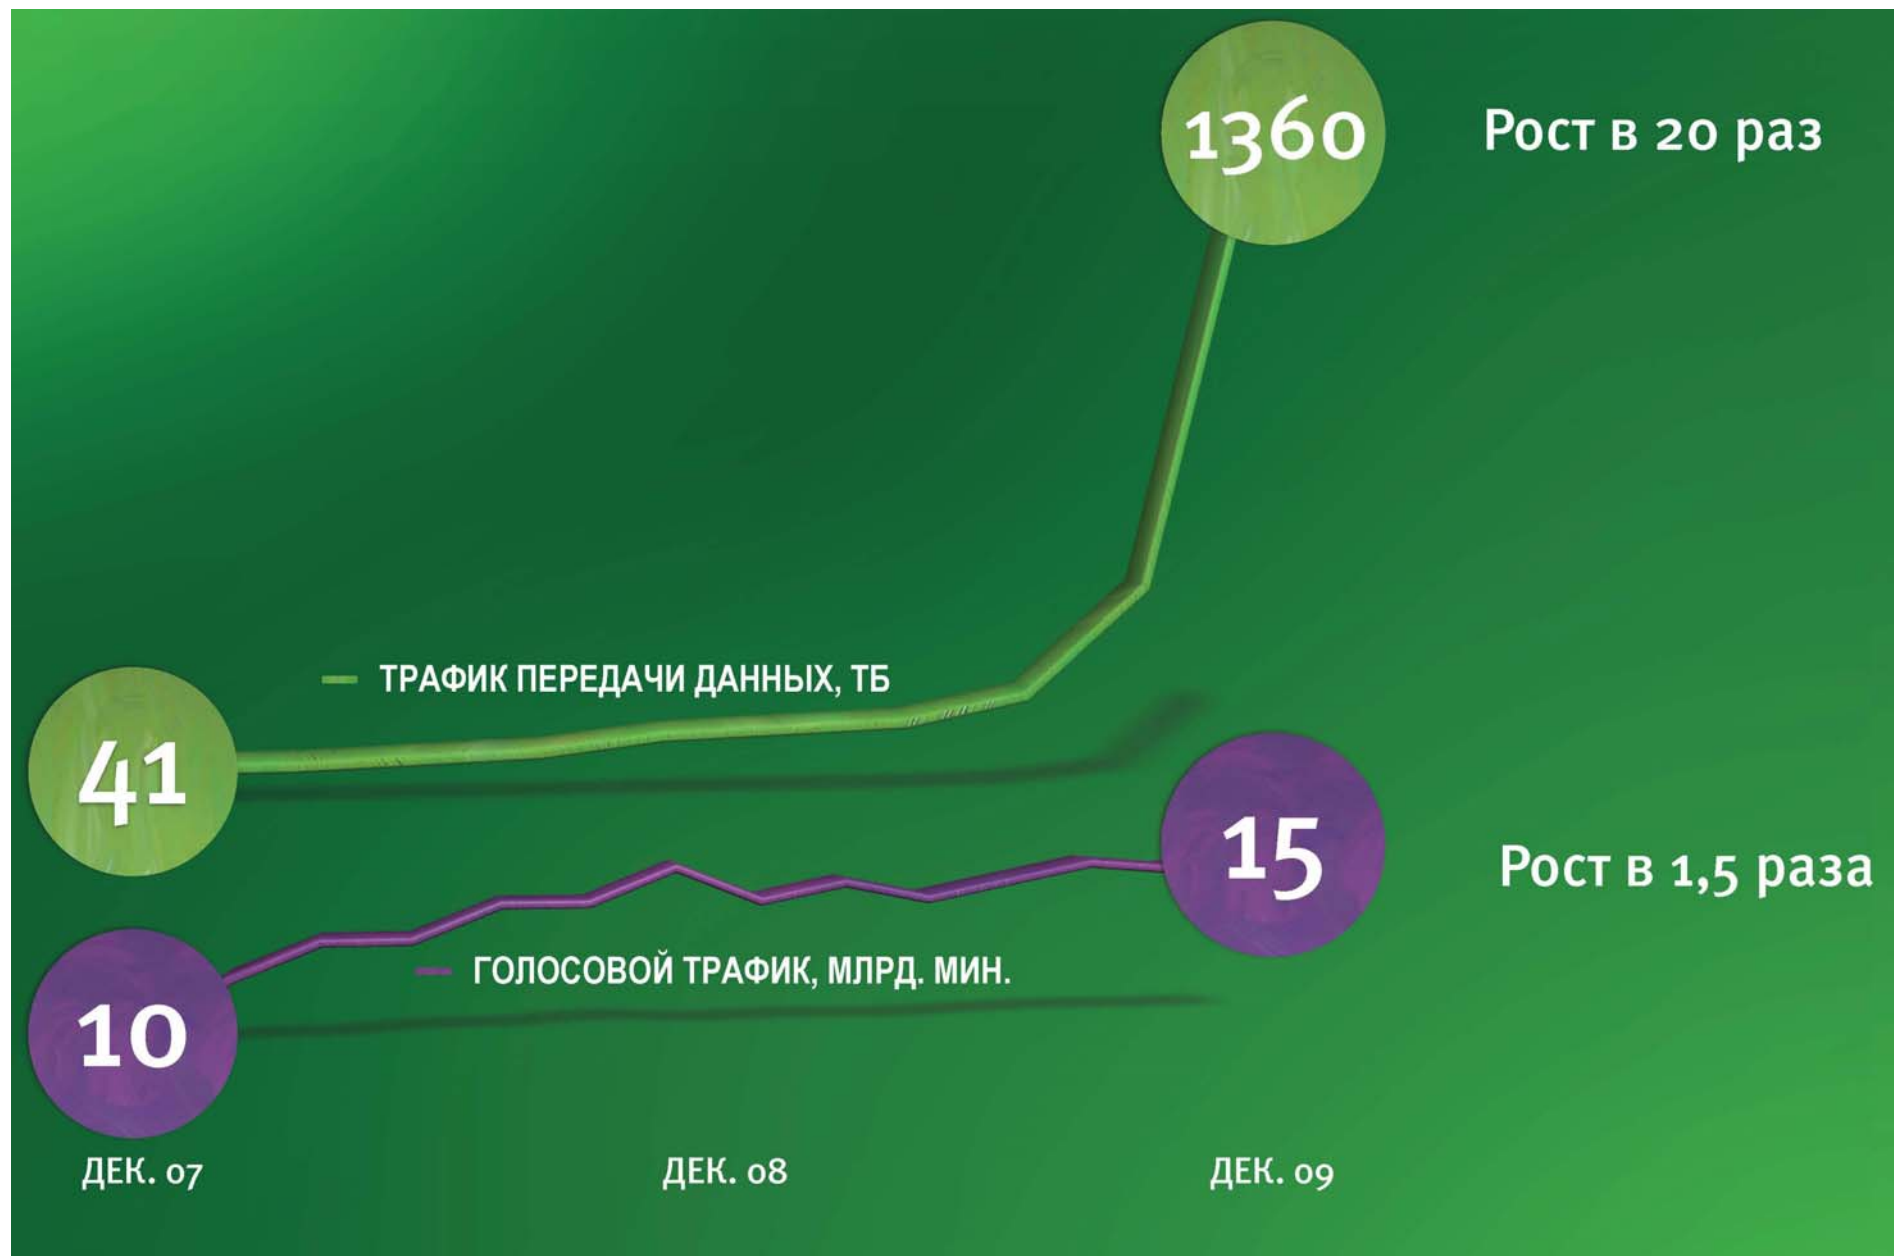 1360
Рост в 20 раз
ТРАФИК ПЕРЕДАЧИ ДАННЫХ, ТБ
41
15
Рост в 1,5 раза
ГОЛОСОВОЙ ТРАФИК, МЛРД. МИН.
10
ДЕК. 07
ДЕК. 08
ДЕК. 09